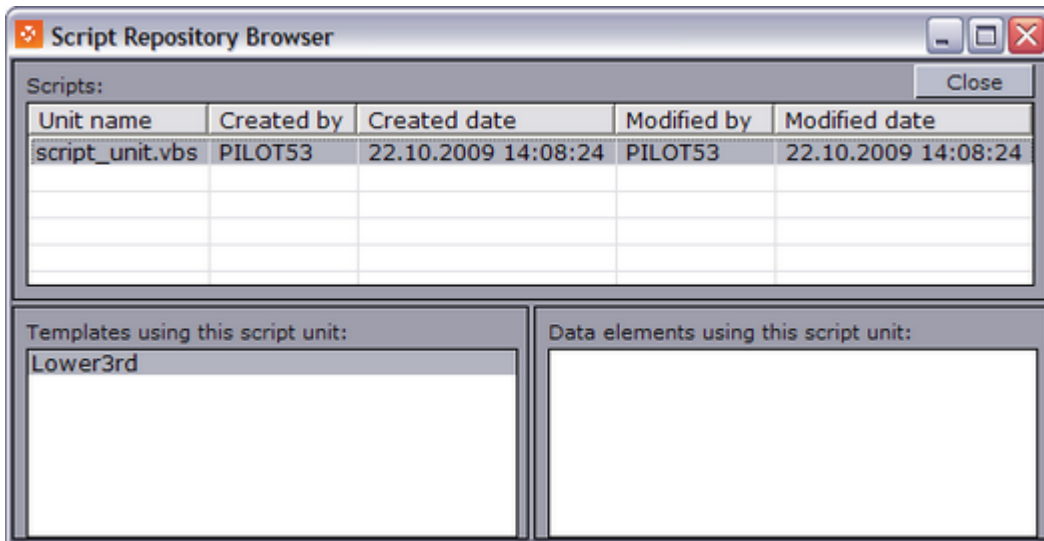 Script Repository Browser
Scripts:
Close
Unit name Created by Created date Modified by Modified date
script_unit.vbs PILOT53 22.10.2009 14:08:24 PILOT53 22.10.2009 14:08:24
Templates using this script unit:
Lower3rd
Data elements using this script unit: